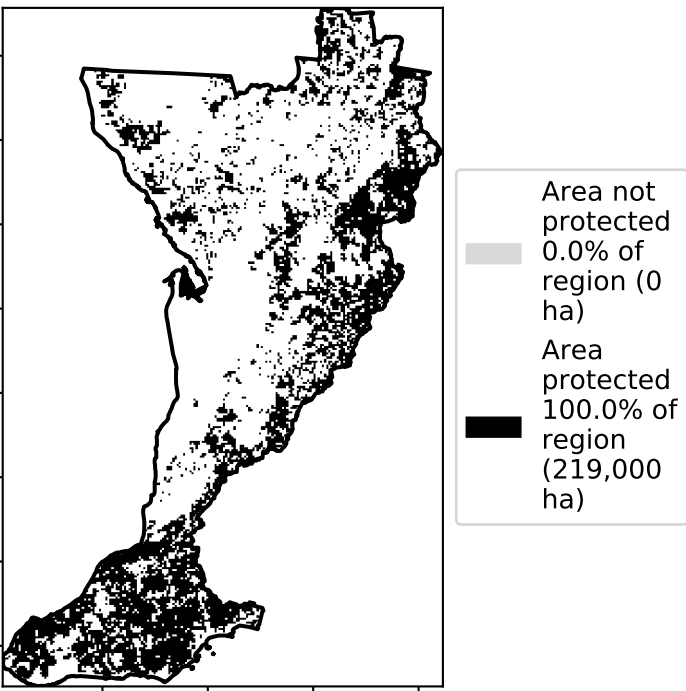 Area not
protected
0.0% of
region (0
ha)
Area
protected
100.0% of
region
(219,000
ha)